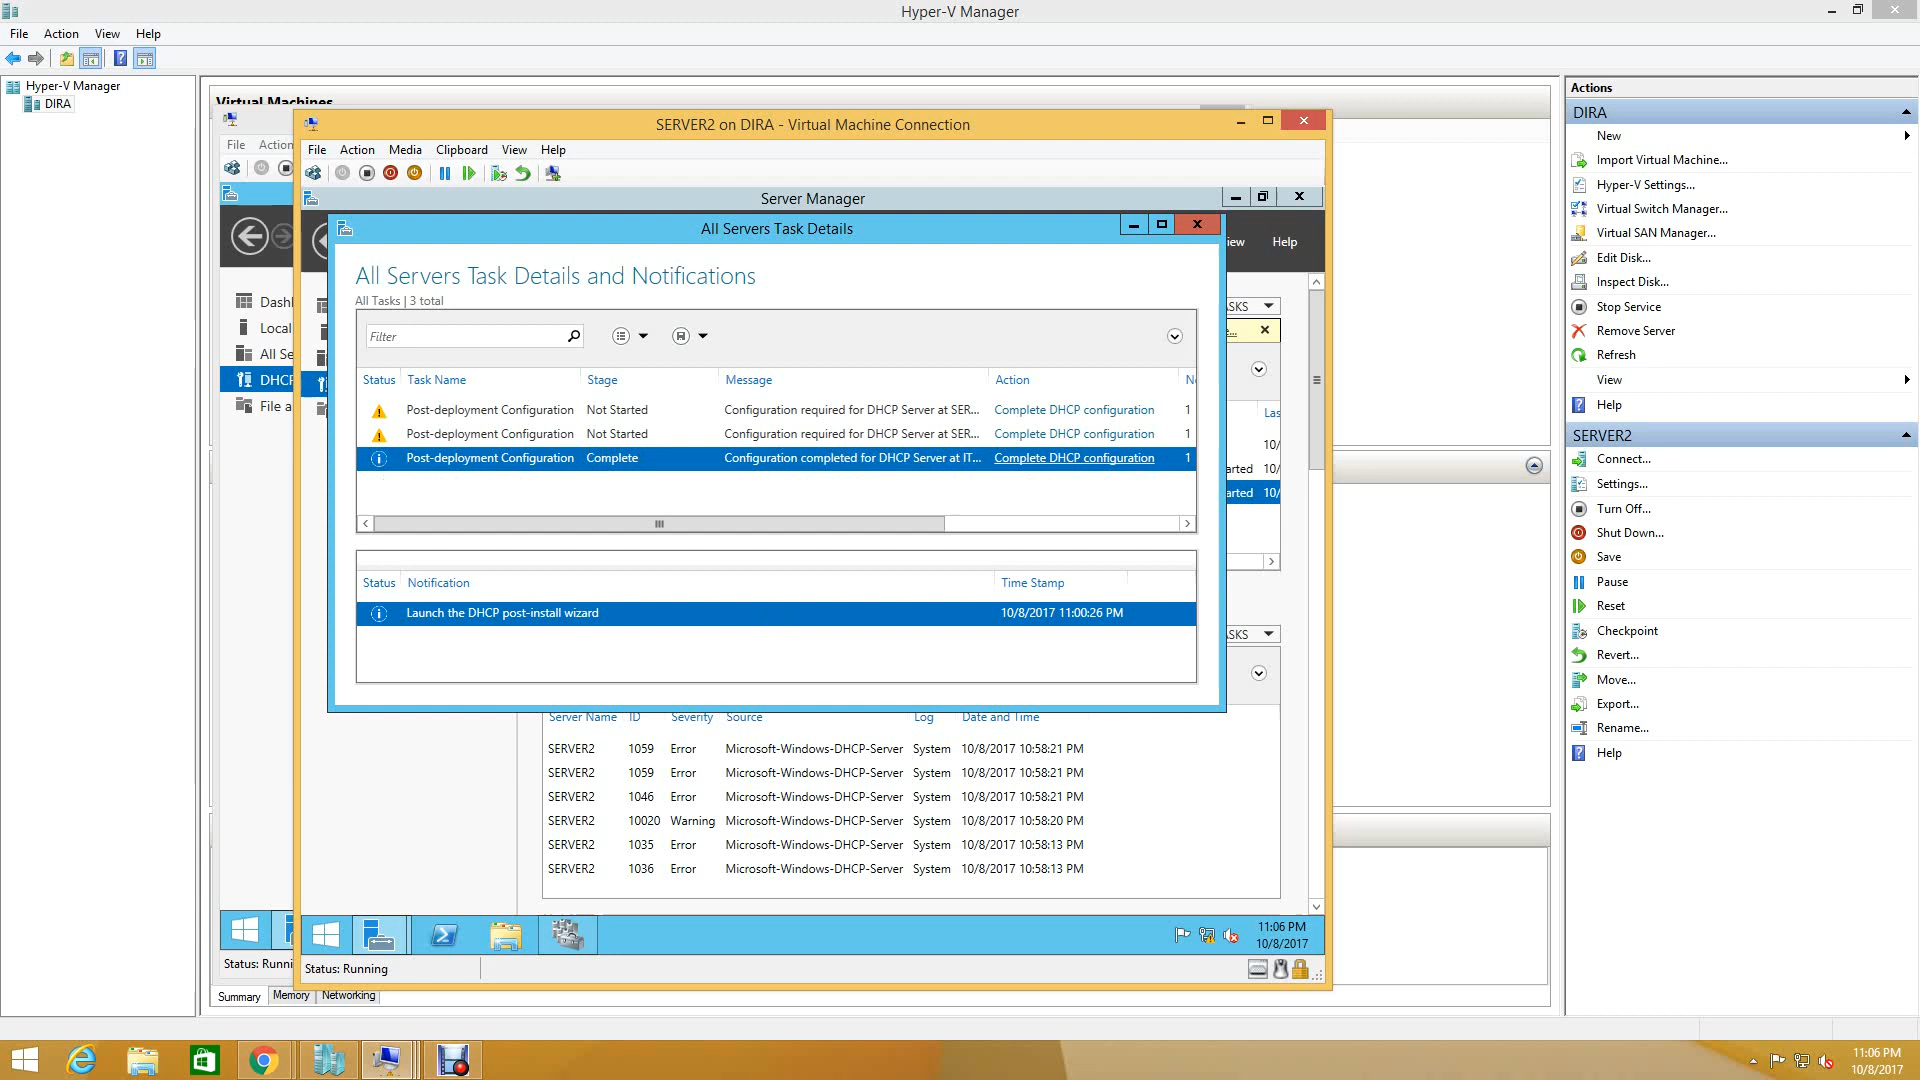 Hyper-V Manager
File Action View Help
Hyper-V Manager
DIRA
Virtual Machines
File Action
Dashl
Local
All Se
DHCP
File a
Status: Runni
Summary Memory Networking
SERVER2 on DIRA - Virtual Machine Connection
File Action Media Clipboard View Help
Server Manager
iew Help
All Servers Task Details
All Servers Task Details and Notifications
All Tasks | 3 total
Filter
Status Task Name Stage Message Action N
Post-deployment Configuration Not Started Configuration required for DHCP Server at SER... Complete DHCP configuration 1
Post-deployment Configuration Not Started Configuration required for DHCP Server at SER... Complete DHCP configuration 1
Post-deployment Configuration Complete Configuration completed for DHCP Server at IT... Complete DHCP configuration 1
Status Notification Time Stamp
Launch the DHCP post-install wizard 10/8/2017 11:00:26 PM
ASKS
e...
Las
10/
arted 10/
arted 10/
ASKS
Server Name ID Severity Source Log Date and Time
SERVER2 1059 Error Microsoft-Windows-DHCP-Server System 10/8/2017 10:58:21 PM
SERVER2 1059 Error Microsoft-Windows-DHCP-Server System 10/8/2017 10:58:21 PM
SERVER2 1046 Error Microsoft-Windows-DHCP-Server System 10/8/2017 10:58:21 PM
SERVER2 10020 Warning Microsoft-Windows-DHCP-Server System 10/8/2017 10:58:20 PM
SERVER2 1035 Error Microsoft-Windows-DHCP-Server System 10/8/2017 10:58:13 PM
SERVER2 1036 Error Microsoft-Windows-DHCP-Server System 10/8/2017 10:58:13 PM
11:06 PM
10/8/2017
Status: Running
Actions
DIRA
New
Import Virtual Machine...
Hyper-V Settings...
Virtual Switch Manager...
Virtual SAN Manager...
Edit Disk...
Inspect Disk...
Stop Service
Remove Server
Refresh
View
Help
SERVER2
Connect...
Settings...
Turn Off...
Shut Down...
Save
Pause
Reset
Checkpoint
Revert...
Move...
Export...
Rename...
Help
11:06 PM
10/8/2017